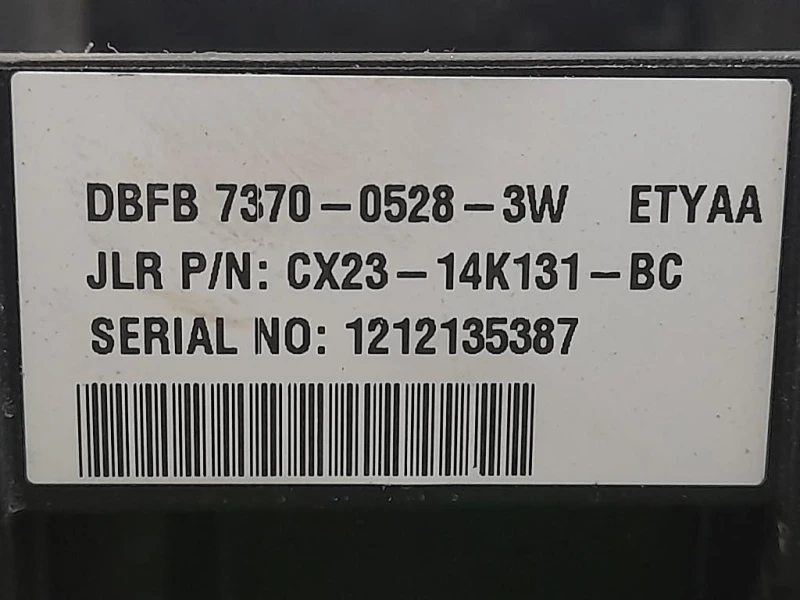 DBFB 7370-0528-3W ETYAA
JLR P/N: CX23-14K131-BC
SERIAL NO: 1212135387